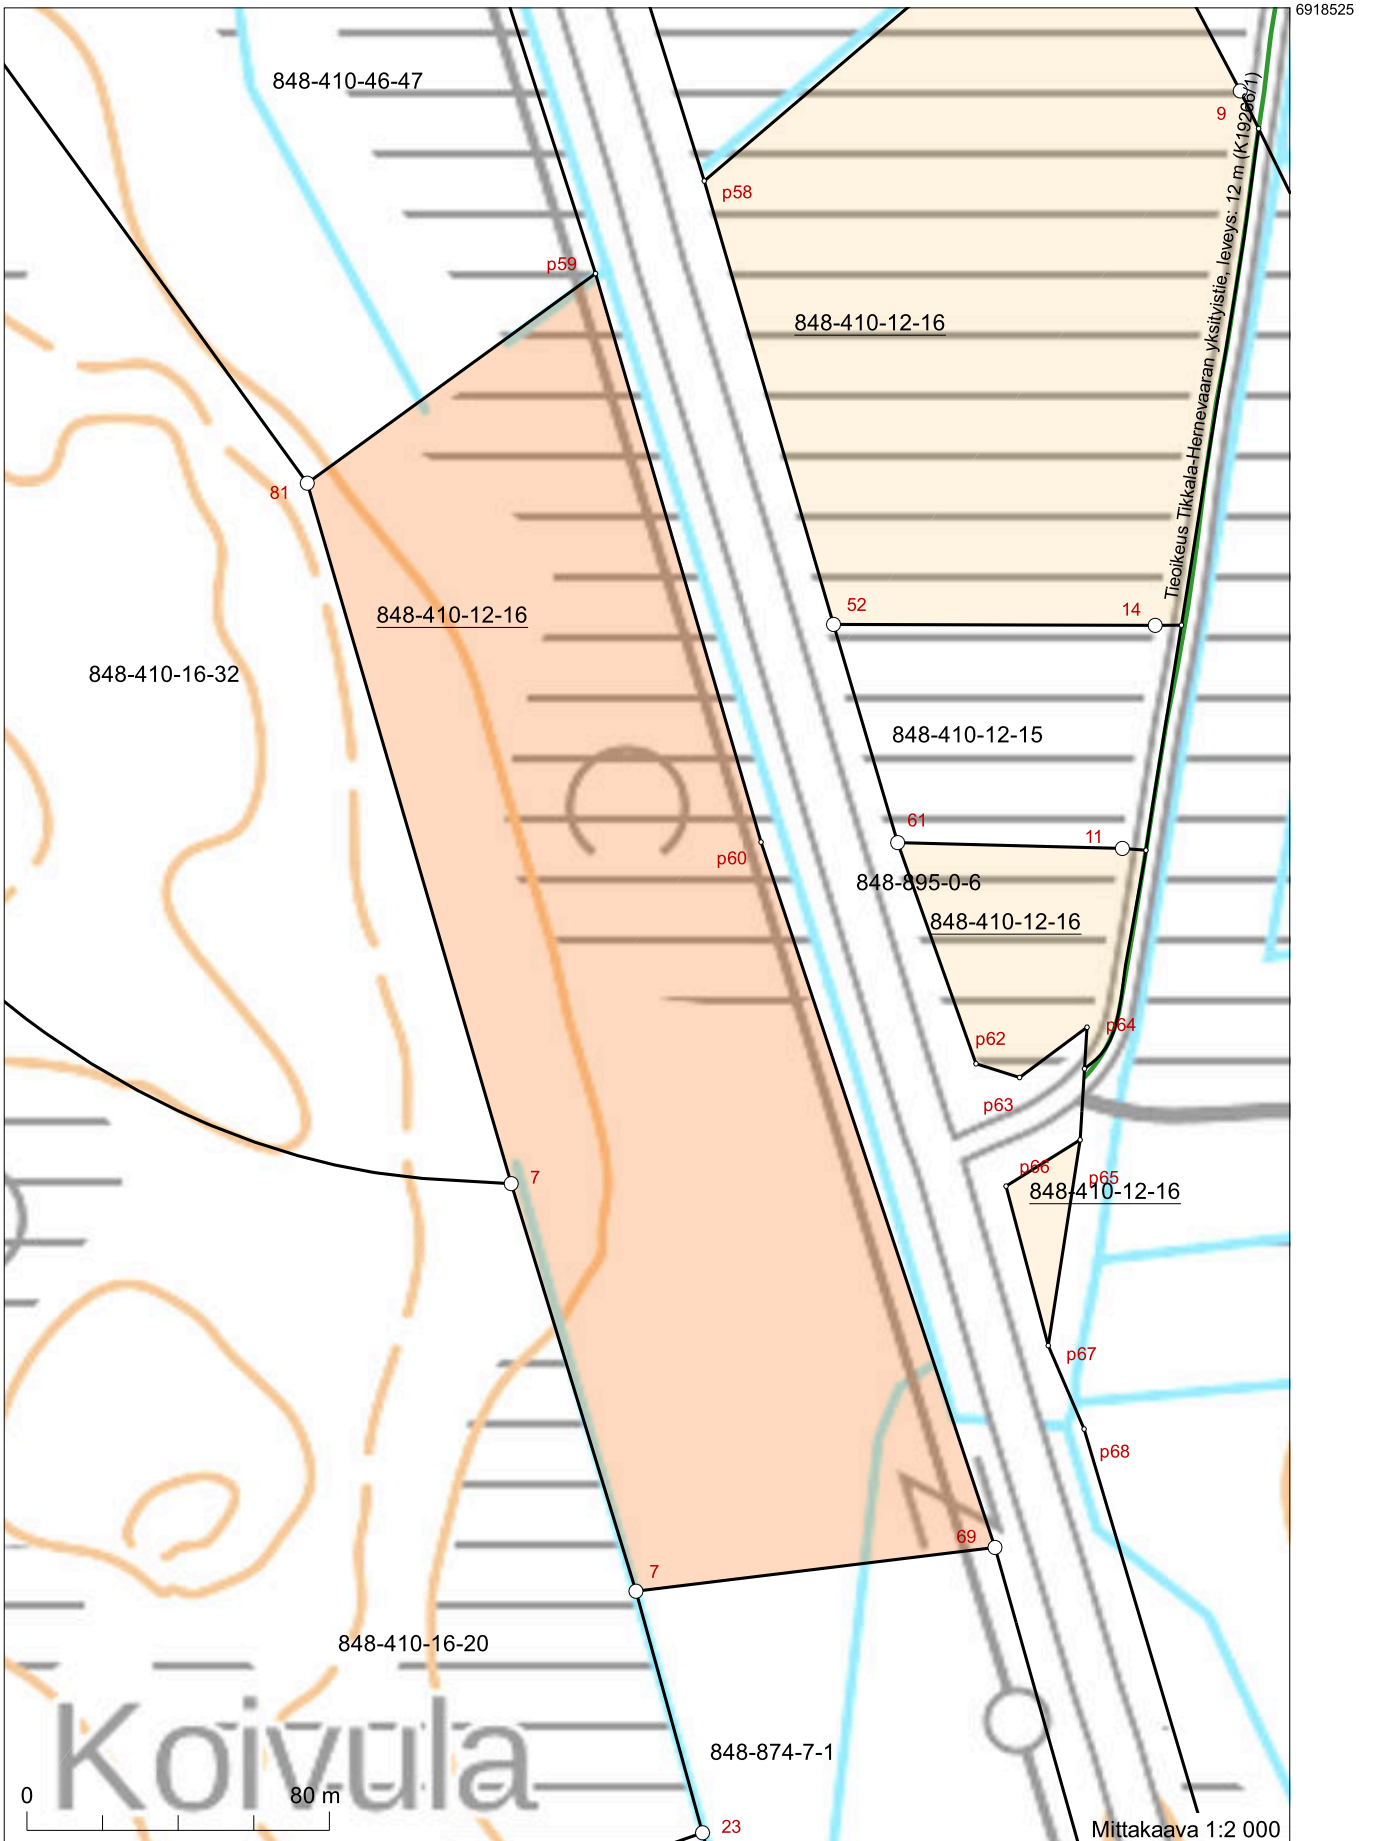 6918525
848-410-46-47
9
p58
p59
Tieoikeus Tikkala-Hernevaaran yksityistie, leveys: 12 m (K19266/1)
848-410-12-16
81
52
14
848-410-12-16
848-410-16-32
848-410-12-15
61
11
p60
848-895-0-6
848-410-12-16
p64
p62
p63
p66
p65
7
848-410-12-16
p67
p68
69
7
848-410-16-20
Koivula
848-874-7-1
0
80 m
23
Mittakaava 1:2 000